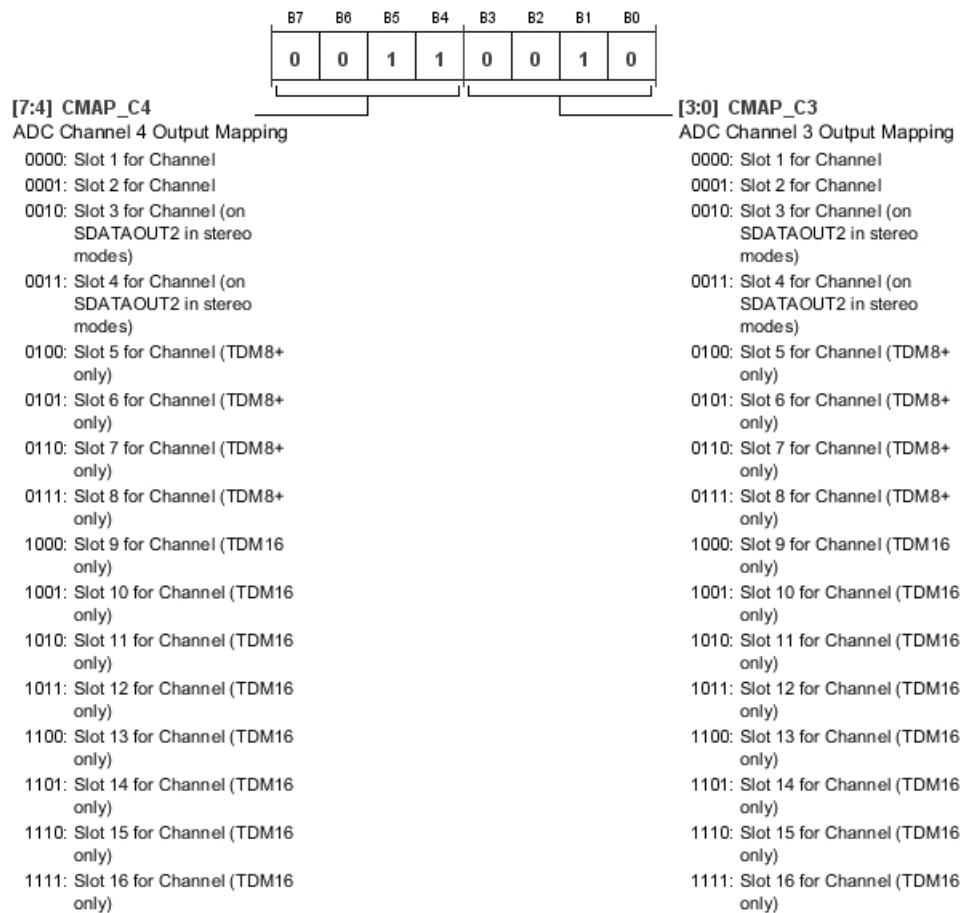 B7 B6 B5 B4 B3 B2 B1 B0
0 0 1 1 0 0 1 0
[7:4] CMAP_C4
ADC Channel 4 Output Mapping
0000: Slot 1 for Channel
0001: Slot 2 for Channel
0010: Slot 3 for Channel (on
SDATAOUT2 in stereo
modes)
0011: Slot 4 for Channel (on
SDATAOUT2 in stereo
modes)
0100: Slot 5 for Channel (TDM8+
only)
0101: Slot 6 for Channel (TDM8+
only)
0110: Slot 7 for Channel (TDM8+
only)
0111: Slot 8 for Channel (TDM8+
only)
1000: Slot 9 for Channel (TDM16
only)
1001: Slot 10 for Channel (TDM16
only)
1010: Slot 11 for Channel (TDM16
only)
1011: Slot 12 for Channel (TDM16
only)
1100: Slot 13 for Channel (TDM16
only)
1101: Slot 14 for Channel (TDM16
only)
1110: Slot 15 for Channel (TDM16
only)
1111: Slot 16 for Channel (TDM16
only)
[3:0] CMAP_C3
ADC Channel 3 Output Mapping
0000: Slot 1 for Channel
0001: Slot 2 for Channel
0010: Slot 3 for Channel (on
SDATAOUT2 in stereo
modes)
0011: Slot 4 for Channel (on
SDATAOUT2 in stereo
modes)
0100: Slot 5 for Channel (TDM8+
only)
0101: Slot 6 for Channel (TDM8+
only)
0110: Slot 7 for Channel (TDM8+
only)
0111: Slot 8 for Channel (TDM8+
only)
1000: Slot 9 for Channel (TDM16
only)
1001: Slot 10 for Channel (TDM16
only)
1010: Slot 11 for Channel (TDM16
only)
1011: Slot 12 for Channel (TDM16
only)
1100: Slot 13 for Channel (TDM16
only)
1101: Slot 14 for Channel (TDM16
only)
1110: Slot 15 for Channel (TDM16
only)
1111: Slot 16 for Channel (TDM16
only)